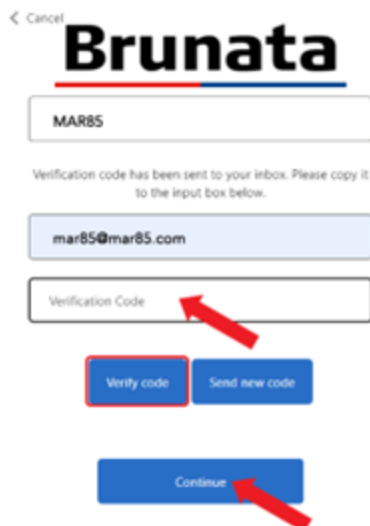 Cancel
Brunata
MAR85
Verification code has been sent to your inbox. Please copy it
to the input box below.
mar85@mar85.com
Verification Code
Verify code
Send new code
Continue